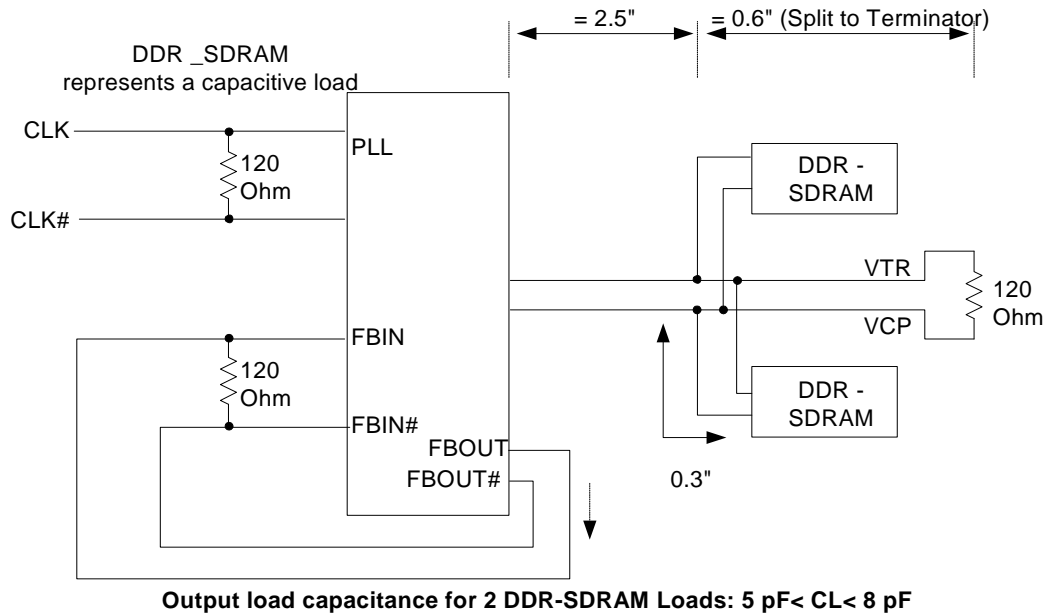 = 2.5"
= 0.6" (Split to Terminator)
DDR _SDRAM
represents a capacitive load
CLK
PLL
120
Ohm
CLK#
DDR -
SDRAM
VTR
120
Ohm
VCP
FBIN
120
Ohm
FBIN#
DDR -
SDRAM
FBOUT
FBOUT#
0.3"
Output load capacitance for 2 DDR-SDRAM Loads: 5 pF< CL< 8 pF